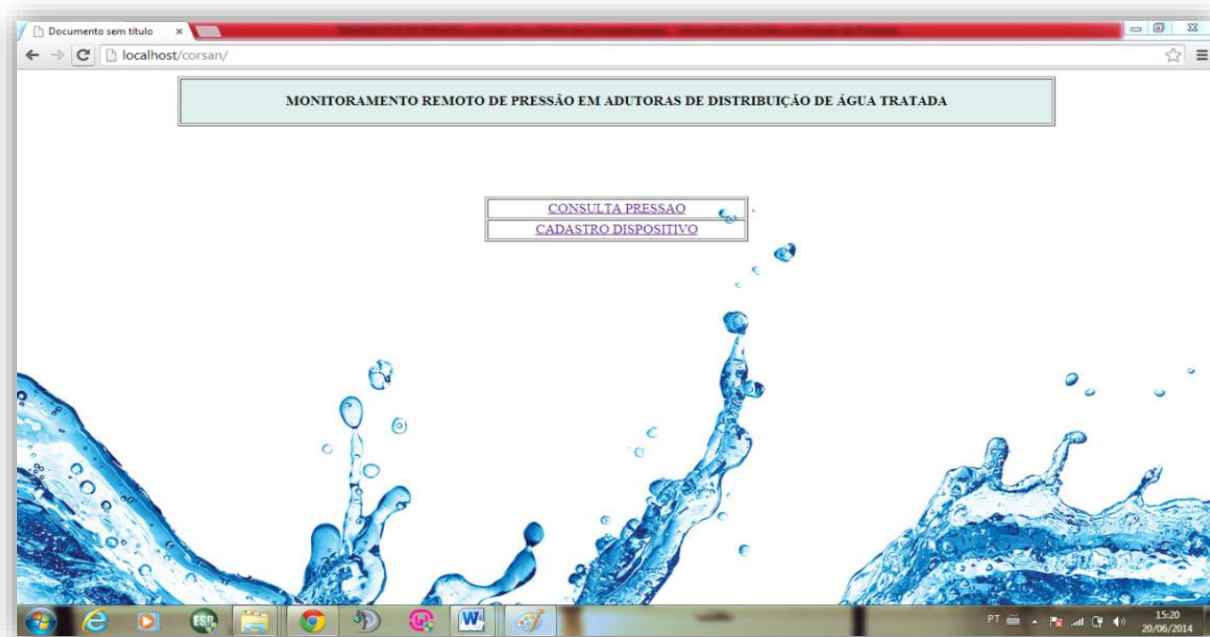 Documento sem título
localhost/corsan/
MONITORAMENTO REMOTO DE PRESSÃO EM ADUTORAS DE DISTRIBUIÇÃO DE ÁGUA TRATADA
CONSULTA PRESSAO
CADASTRO DISPOSITIVO
ESP
W
PT
15:20
20/06/2014